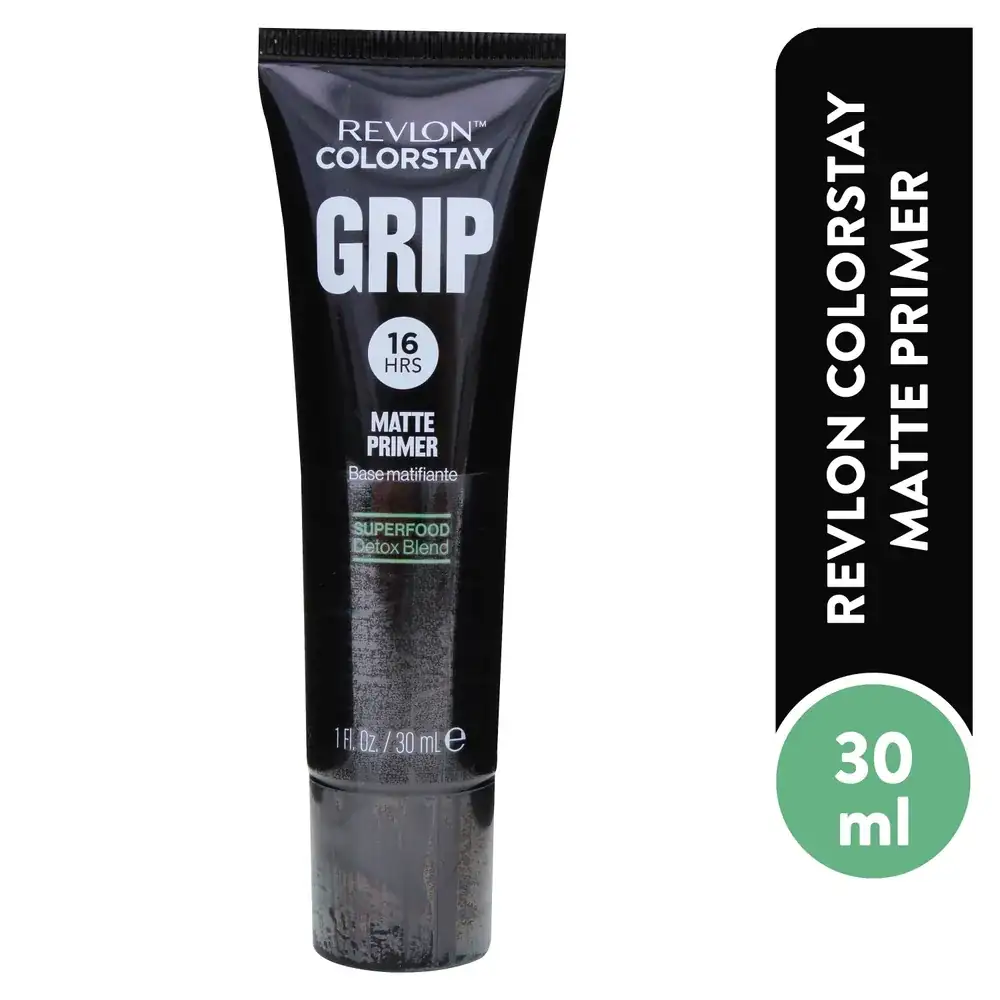 REVLON™
COLORSTAY
GRIP
16
HRS
MATTE
PRIMER
Base matifiante
SUPERFOOD
Detox Blend
1 Fl. Oz. / 30 mL ℮
REVLON COLORSTAY
MATTE PRIMER
30
ml